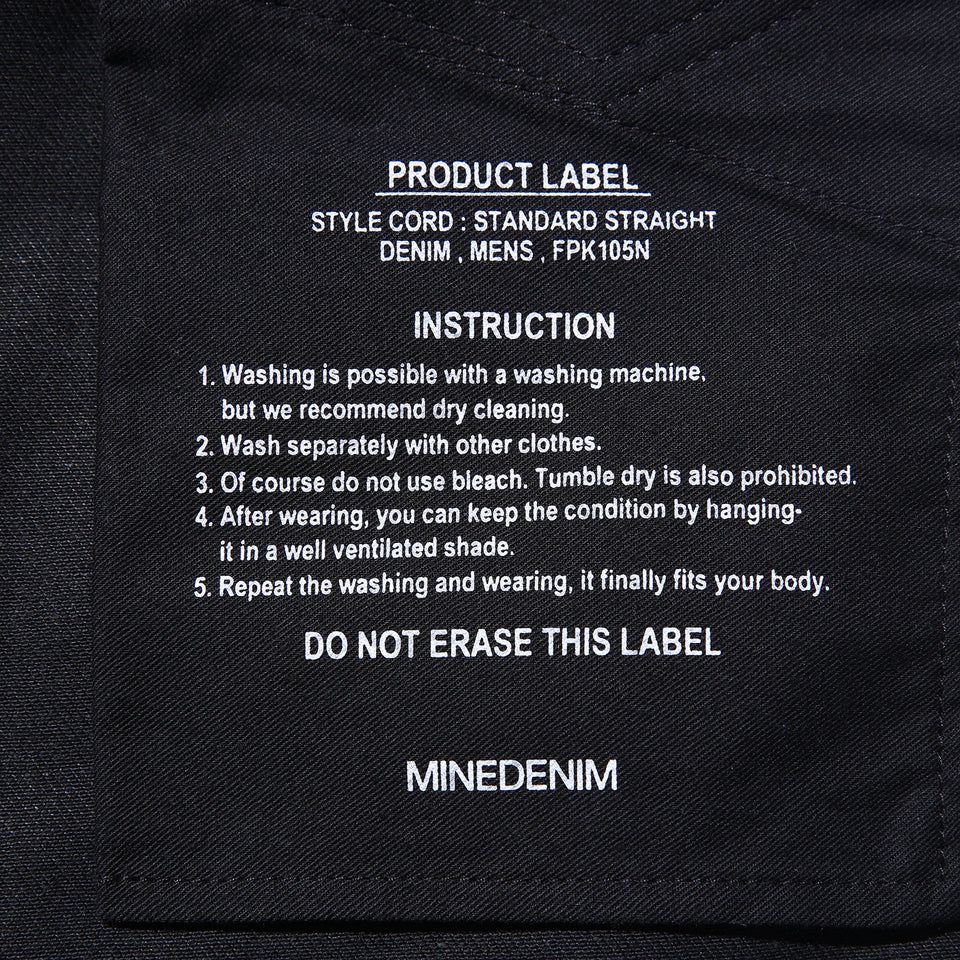 PRODUCT LABEL
STYLE CORD : STANDARD STRAIGHT
DENIM , MENS , FPK105N
INSTRUCTION
1. Washing is possible with a washing machine,
but we recommend dry cleaning.
2. Wash separately with other clothes.
3. Of course do not use bleach. Tumble dry is also prohibited.
4. After wearing, you can keep the condition by hanging-
it in a well ventilated shade.
5. Repeat the washing and wearing, it finally fits your body.
DO NOT ERASE THIS LABEL
MINEDENIM